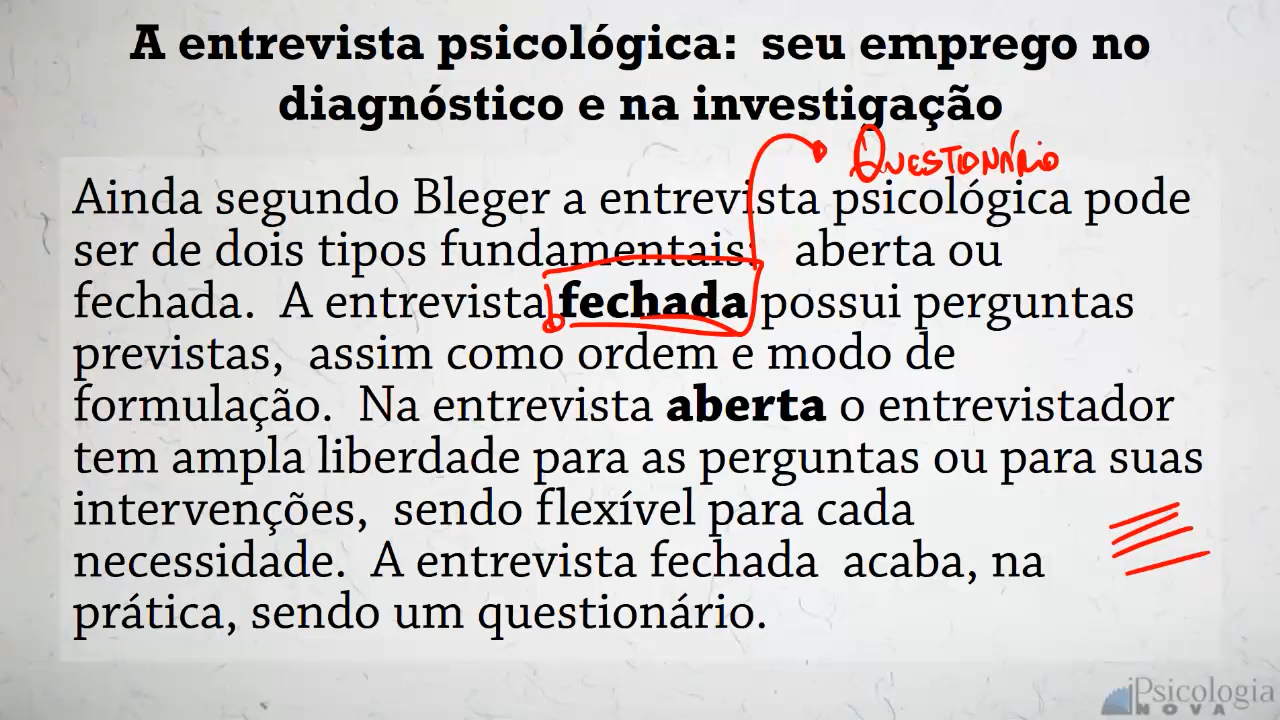 A entrevista psicológica: seu emprego no
diagnóstico e na investigação
QUESTIONÁRIO
Ainda segundo Bleger a entrevista psicológica pode
ser de dois tipos fundamentais: aberta ou
fechada. A entrevista fechada possui perguntas
previstas, assim como ordem e modo de
formulação. Na entrevista aberta o entrevistador
tem ampla liberdade para as perguntas ou para suas
intervenções, sendo flexível para cada
necessidade. A entrevista fechada acaba, na
prática, sendo um questionário.
Psicologia
NOVA